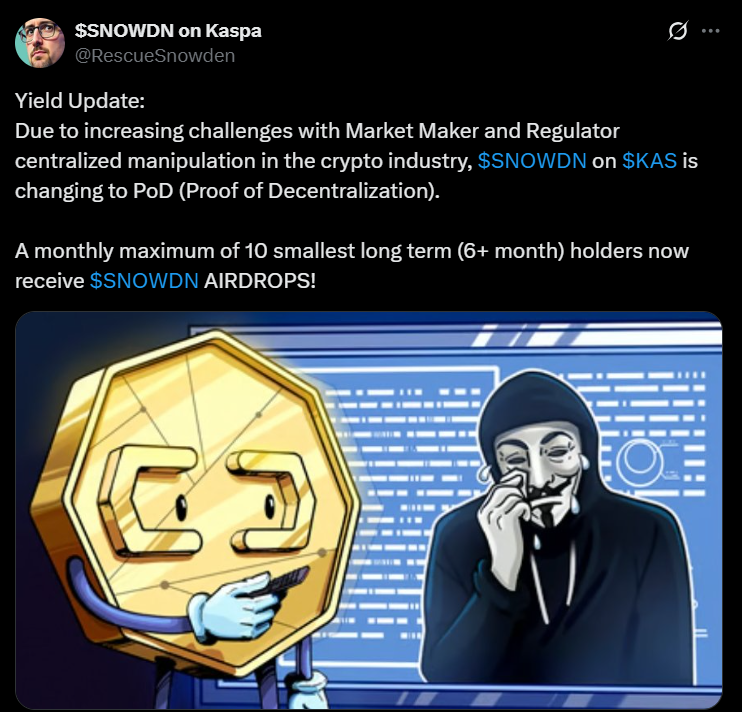 $SNOWDN on Kaspa
@RescueSnowden
Yield Update:
Due to increasing challenges with Market Maker and Regulator
centralized manipulation in the crypto industry, $SNOWDN on $KAS is
changing to PoD (Proof of Decentralization).
A monthly maximum of 10 smallest long term (6+ month) holders now
receive $SNOWDN AIRDROPS!